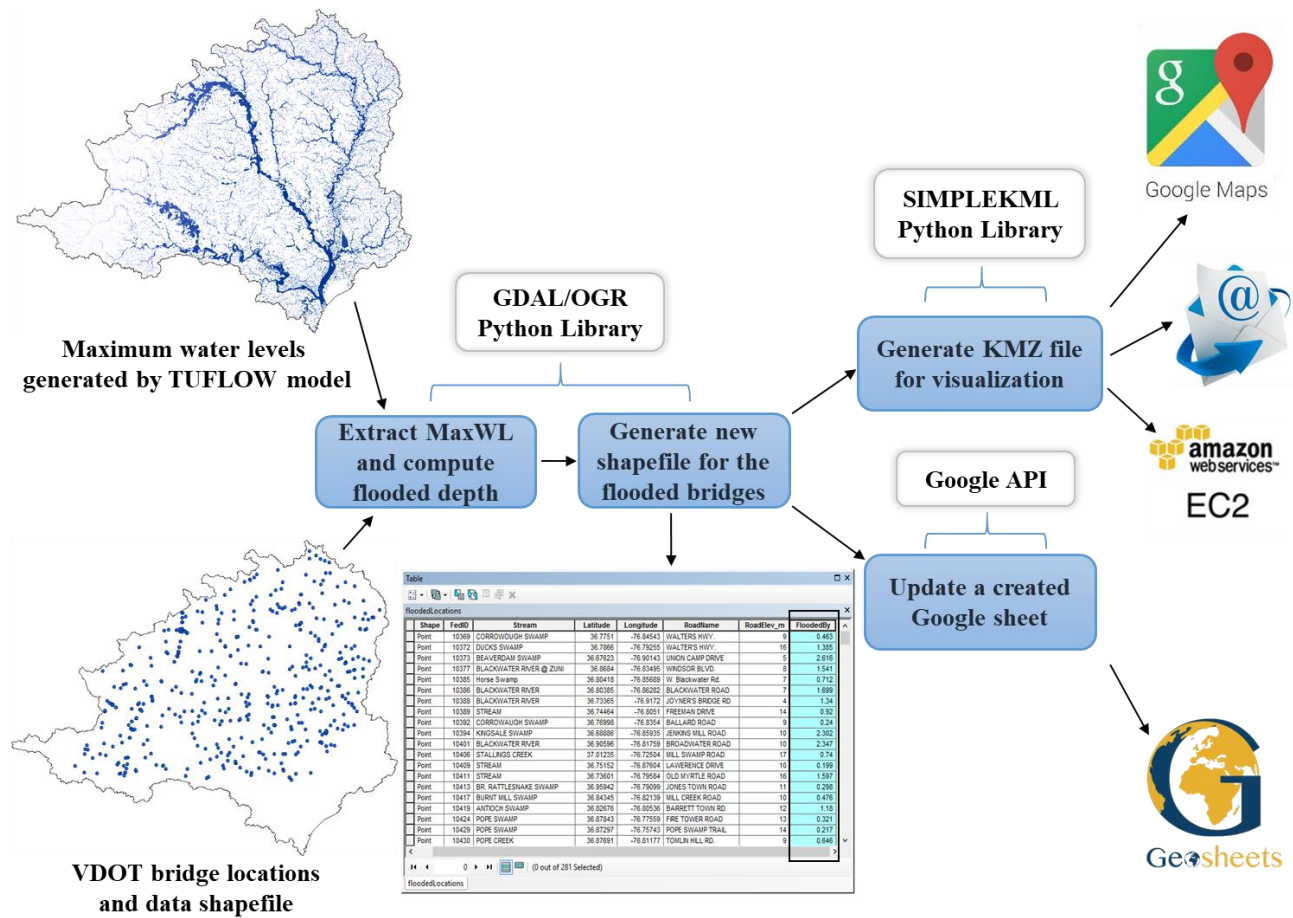 Maximum water levels
generated by TUFLOW model
VDOT bridge locations
and data shapefile
GDAL/OGR
Python Library
Extract MaxWL
and compute
flooded depth
Generate new
shapefile for the
flooded bridges
SIMPLEKML
Python Library
Generate KMZ file
for visualization
Google API
Update a created
Google sheet
g
Google Maps
@
amazon
web services™
EC2
G
Geosheets
Table
floodedLocations
Shape FedID Stream Latitude Longitude RoadName RoadElev_m FloodedBy
Point 10369 CORROWOUGH SWAMP 36.7751 -76.84543 WALTERS HWY. 9 0.463
Point 10372 DUCKS SWAMP 36.7866 -76.79255 WALTER'S HWY. 16 1.385
Point 10373 BEAVERDAM SWAMP 36.67623 -76.90143 UNION CAMP DRIVE 5 2.616
Point 10377 BLACKWATER RIVER @ ZUNI 36.8684 -76.83495 WINDSOR BLVD. 8 1.541
Point 10385 Horse Swamp 36.80418 -76.85689 W. Blackwater Rd. 7 0.712
Point 10386 BLACKWATER RIVER 36.80385 -76.86282 BLACKWATER ROAD 7 1.699
Point 10388 BLACKWATER RIVER 36.73365 -76.9172 JOYNER'S BRIDGE RD 4 1.34
Point 10389 STREAM 36.74464 -76.8051 FREEMAN DRIVE 14 0.92
Point 10392 CORROWAUGH SWAMP 36.76998 -76.8354 BALLARD ROAD 9 0.24
Point 10394 KINGSALE SWAMP 36.68886 -76.85935 JENKINS MILL ROAD 10 2.302
Point 10401 BLACKWATER RIVER 36.90596 -76.81759 BROADWATER ROAD 10 2.347
Point 10406 STALLINGS CREEK 37.01235 -76.72504 MILL SWAMP ROAD 17 0.74
Point 10409 STREAM 36.75152 -76.87604 LAWERENCE DRIVE 10 0.199
Point 10411 STREAM 36.73601 -76.79584 OLD MYRTLE ROAD 16 1.597
Point 10413 BR. RATTLESNAKE SWAMP 36.95942 -76.79099 JONES TOWN ROAD 11 0.298
Point 10417 BURNT MILL SWAMP 36.84345 -76.82139 MILL CREEK ROAD 10 0.476
Point 10419 ANTIOCH SWAMP 36.82676 -76.80536 BARRETT TOWN RD. 12 1.18
Point 10424 POPE SWAMP 36.87843 -76.77559 FIRE TOWER ROAD 13 0.321
Point 10429 POPE SWAMP 36.87297 -76.75743 POPE SWAMP TRAIL 14 0.217
Point 10430 POPE CREEK 36.87691 -76.81177 TOMLIN HILL RD. 9 0.646
0 (0 out of 281 Selected)
floodedLocations